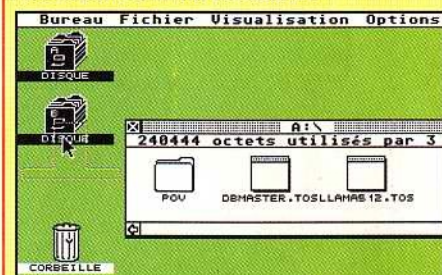 Bureau Fichier Visualisation Options
A
DISQUE
B
DISQUE
A:\
240444 octets utilisés par 3
POV
DBMASTER.TOS
LLAMAS12.TOS
CORBEILLE